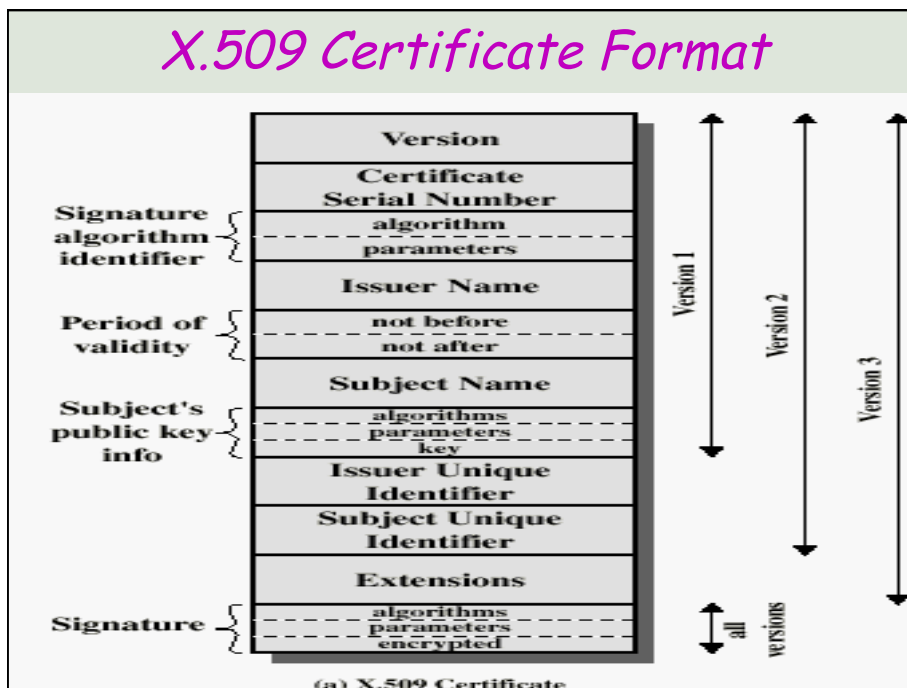 X.509 Certificate Format
Version
Certificate
Serial Number
Signature
algorithm
identifier
algorithm
parameters
Issuer Name
Period of
validity
not before
not after
Subject Name
Subject's
public key
info
algorithms
parameters
key
Issuer Unique
Identifier
Subject Unique
Identifier
Extensions
Signature
algorithms
parameters
encrypted
Version 1
Version 2
Version 3
all
versions
(a) X.509 Certificate